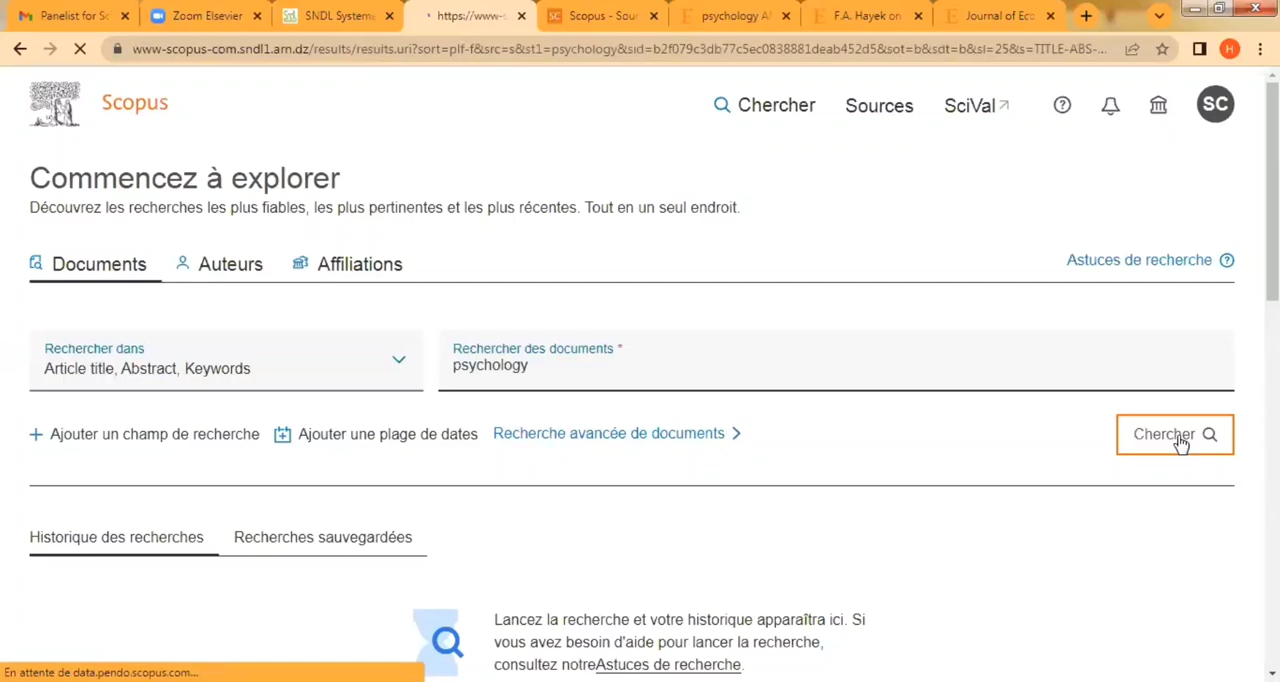 Panelist for Sc
Zoom Elsevier
SNDL System
https://www-s
Scopus - Sour
psychology A
F.A. Hayek on
Journal of Eco
www-scopus-com.sndl1.arn.dz/results/results.uri?sort=plf-f&src=s&st1=psychology&sid=b2f079c3db77c5ec0838881deab452d5&sot=b&sdt=b&sl=25&s=TITLE-ABS-...
H
Scopus
Chercher
Sources
SciVal
SC
Commencez à explorer
Découvrez les recherches les plus fiables, les plus pertinentes et les plus récentes. Tout en un seul endroit.
Documents
Auteurs
Affiliations
Astuces de recherche
Rechercher dans
Article title, Abstract, Keywords
Rechercher des documents *
psychology
Ajouter un champ de recherche
Ajouter une plage de dates
Recherche avancée de documents
Chercher
Historique des recherches
Recherches sauvegardées
Lancez la recherche et votre historique apparaîtra ici. Si
vous avez besoin d'aide pour lancer la recherche,
consultez notreAstuces de recherche.
En attente de data.pendo.scopus.com...